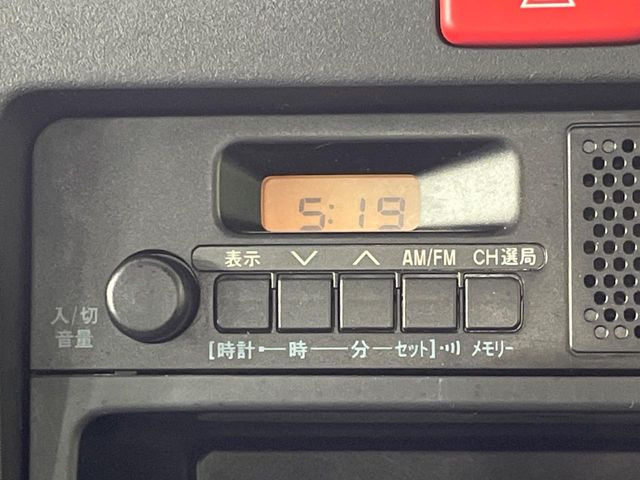 5:19
表示 ∨ ∧ AM/FM CH選局
入/切
音量
[時計 時 分 セット] メモリー